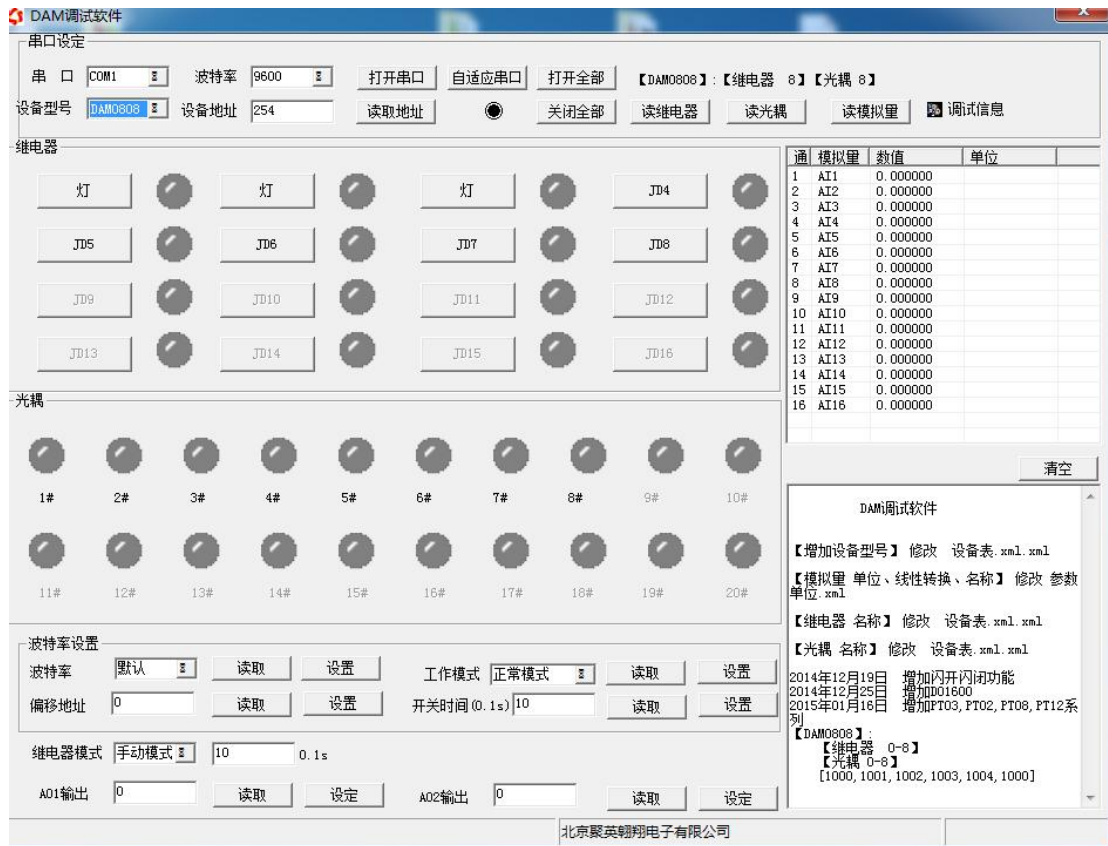 DAM调试软件
串口设定
串 口 COM1 波特率 9600 打开串口 自适应串口 打开全部 【DAM0808】:【继电器 8】【光耦 8】
设备型号 DAM0808 设备地址 254 读取地址 关闭全部 读继电器 读光耦 读模拟量 调试信息
继电器
灯 灯 灯 JD4
JD5 JD6 JD7 JD8
JD9 JD10 JD11 JD12
JD13 JD14 JD15 JD16
通 模拟量 数值 单位
1 AI1 0.000000
2 AI2 0.000000
3 AI3 0.000000
4 AI4 0.000000
5 AI5 0.000000
6 AI6 0.000000
7 AI7 0.000000
8 AI8 0.000000
9 AI9 0.000000
10 AI10 0.000000
11 AI11 0.000000
12 AI12 0.000000
13 AI13 0.000000
14 AI14 0.000000
15 AI15 0.000000
16 AI16 0.000000
清空
光耦
1# 2# 3# 4# 5# 6# 7# 8# 9# 10#
11# 12# 13# 14# 15# 16# 17# 18# 19# 20#
DAM调试软件
【增加设备型号】 修改 设备表.xml.xml
【模拟量 单位、线性转换、名称】 修改 参数
单位.xml
【继电器 名称】 修改 设备表.xml.xml
【光耦 名称】 修改 设备表.xml.xml
2014年12月19日 增加闪开闪闭功能
2014年12月25日 增加DO1600
2015年01月16日 增加PT03,PT02,PT08,PT12系
列
【DAM0808】:
【继电器 0-8】
【光耦 0-8】
[1000,1001,1002,1003,1004,1000]
波特率设置
波特率 默认 读取 设置 工作模式 正常模式 读取 设置
偏移地址 0 读取 设置 开关时间(0.1s) 10 读取 设置
继电器模式 手动模式 10 0.1s
AO1输出 0 读取 设定 AO2输出 0 读取 设定
北京聚英翱翔电子有限公司